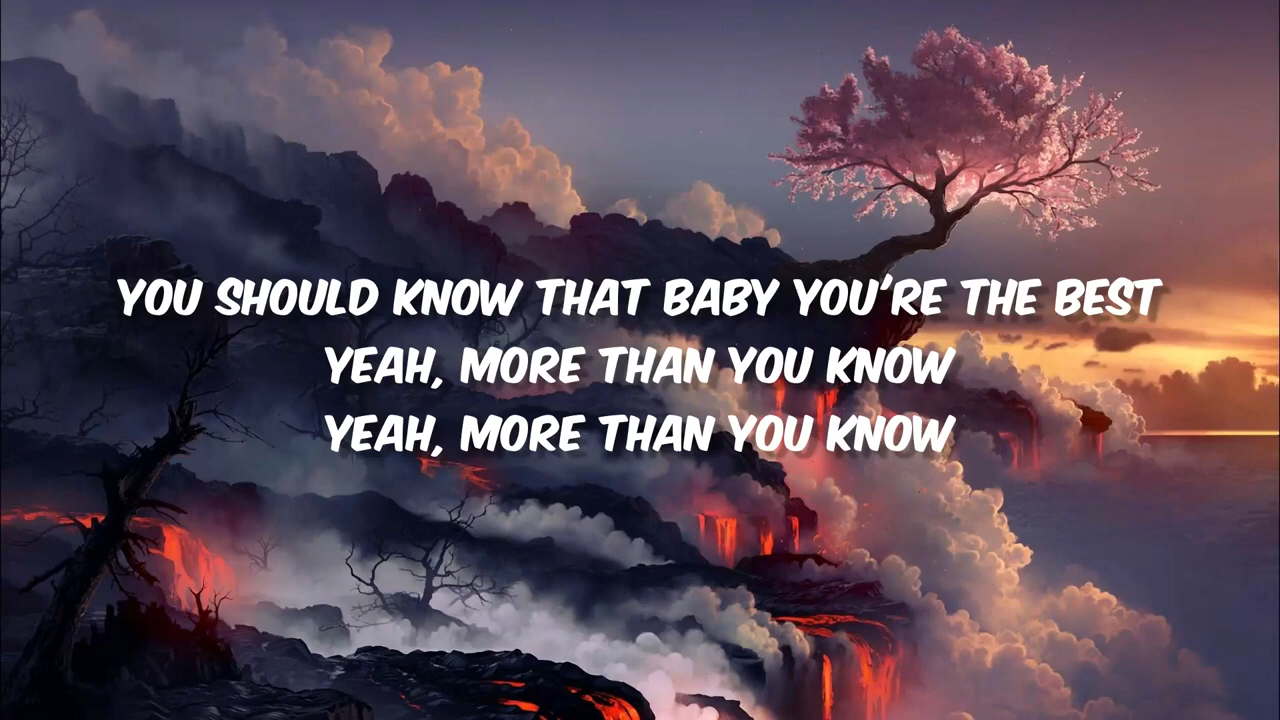 YOU SHOULD KNOW THAT BABY YOU'RE THE BEST
YEAH, MORE THAN YOU KNOW
YEAH, MORE THAN YOU KNOW